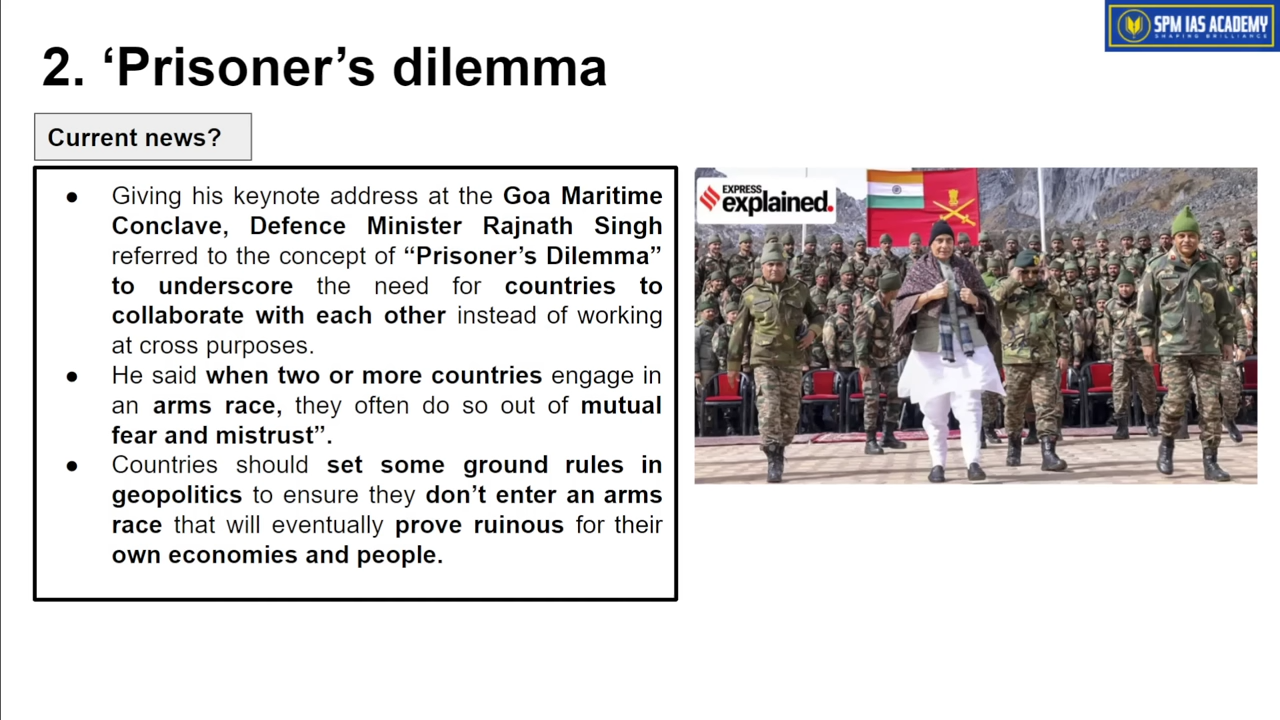 SPM IAS ACADEMY
SHAPING BRILLIANCE
2. ‘Prisoner’s dilemma
Current news?
● Giving his keynote address at the Goa Maritime
Conclave, Defence Minister Rajnath Singh
referred to the concept of “Prisoner’s Dilemma”
to underscore the need for countries to
collaborate with each other instead of working
at cross purposes.
● He said when two or more countries engage in
an arms race, they often do so out of mutual
fear and mistrust”.
● Countries should set some ground rules in
geopolitics to ensure they don’t enter an arms
race that will eventually prove ruinous for their
own economies and people.
EXPRESS
explained.